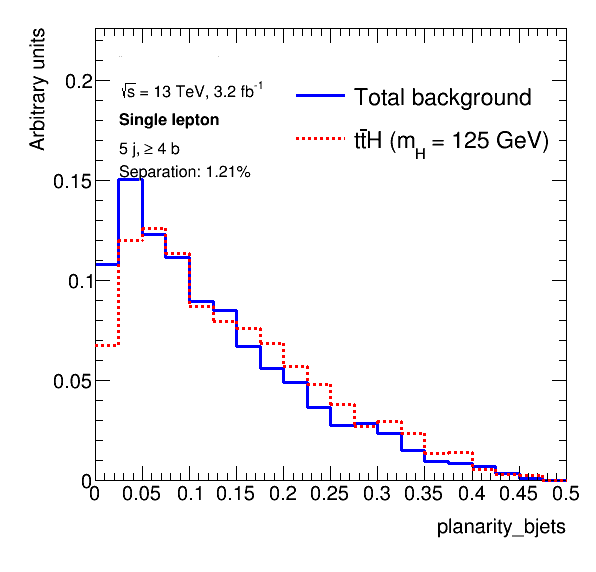 Arbitrary units
0.2
0.15
0.1
0.05
0
√s = 13 TeV, 3.2 fb⁻¹
Single lepton
5 j, ≥ 4 b
Separation: 1.21%
Total background
tt̄H (m_H = 125 GeV)
0 0.05 0.1 0.15 0.2 0.25 0.3 0.35 0.4 0.45 0.5
planarity_bjets